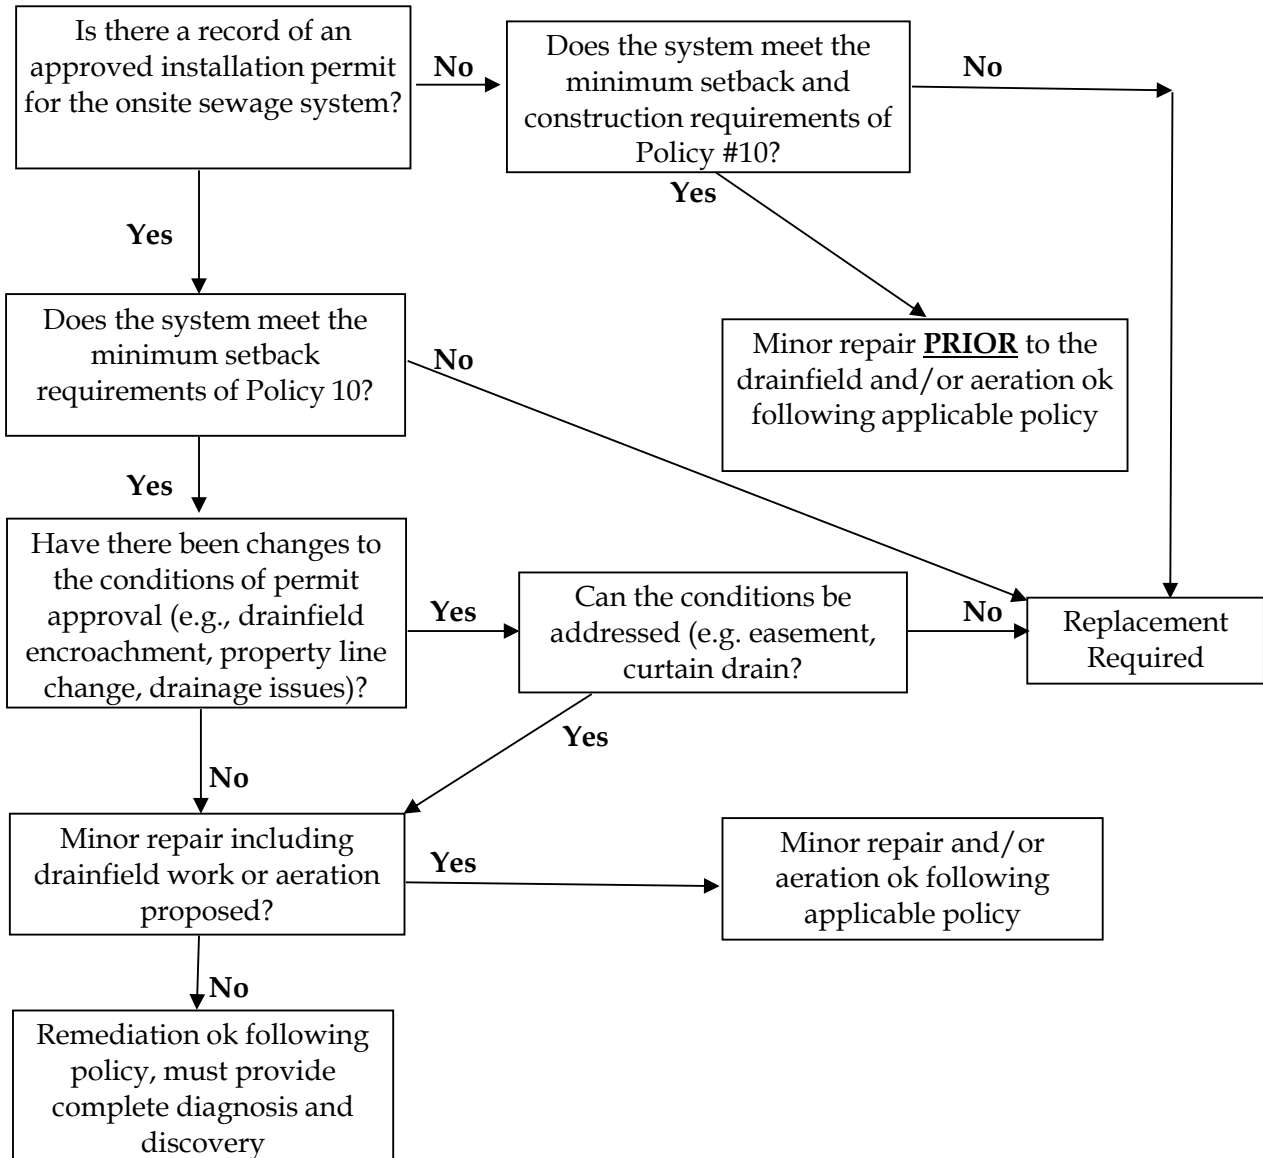 Is there a record of an
approved installation permit
for the onsite sewage system?
No
Does the system meet the
minimum setback and
construction requirements of
Policy #10?
No
Yes
Yes
Does the system meet the
minimum setback
requirements of Policy 10?
No
Minor repair PRIOR to the
drainfield and/or aeration ok
following applicable policy
Yes
Have there been changes to
the conditions of permit
approval (e.g., drainfield
encroachment, property line
change, drainage issues)?
Yes
Can the conditions be
addressed (e.g. easement,
curtain drain?
No
Replacement
Required
Yes
No
Minor repair including
drainfield work or aeration
proposed?
Yes
Minor repair and/or
aeration ok following
applicable policy
No
Remediation ok following
policy, must provide
complete diagnosis and
discovery